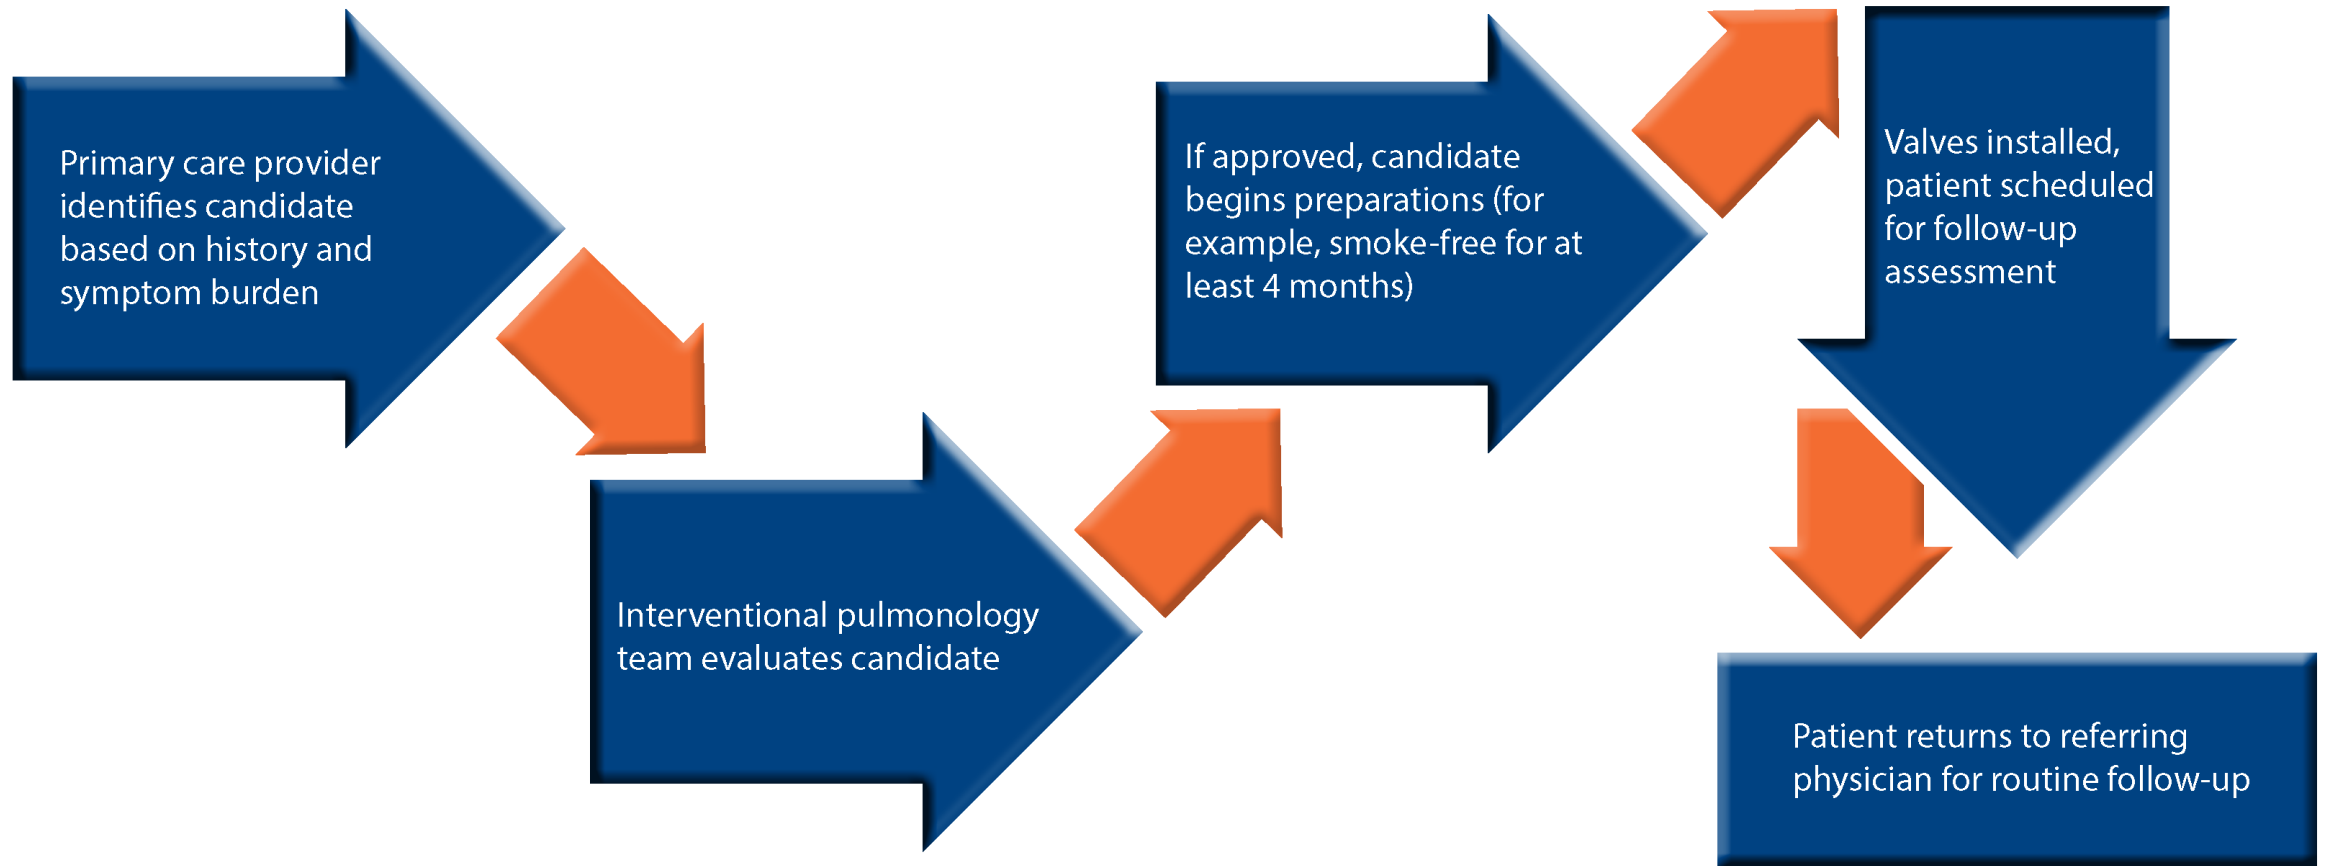 Primary care provider
identifies candidate
based on history and
symptom burden
Interventional pulmonology
team evaluates candidate
If approved, candidate
begins preparations (for
example, smoke-free for at
least 4 months)
Valves installed,
patient scheduled
for follow-up
assessment
Patient returns to referring
physician for routine follow-up